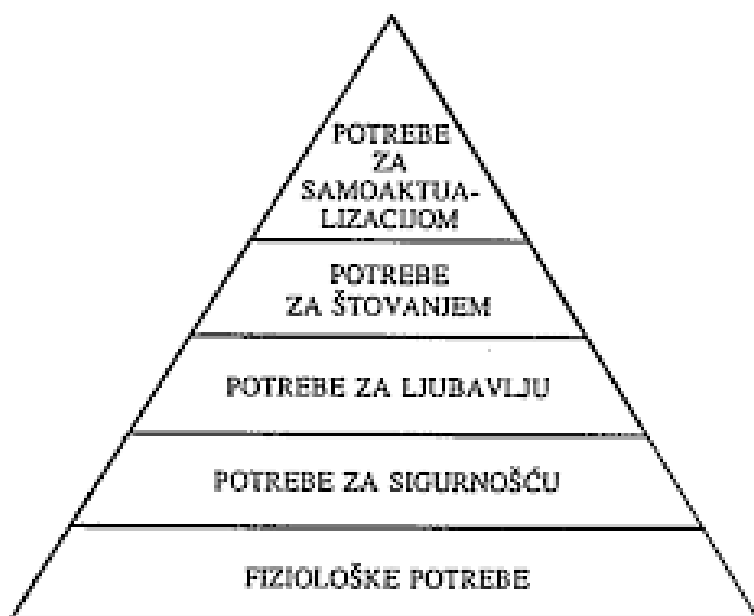 POTREBE
ZA
SAMOAKTUA-
LIZACIJOM
POTREBE
ZA ŠTOVANJEM
POTREBE ZA LJUBAVLJU
POTREBE ZA SIGURNOŠĆU
FIZIOLOŠKE POTREBE